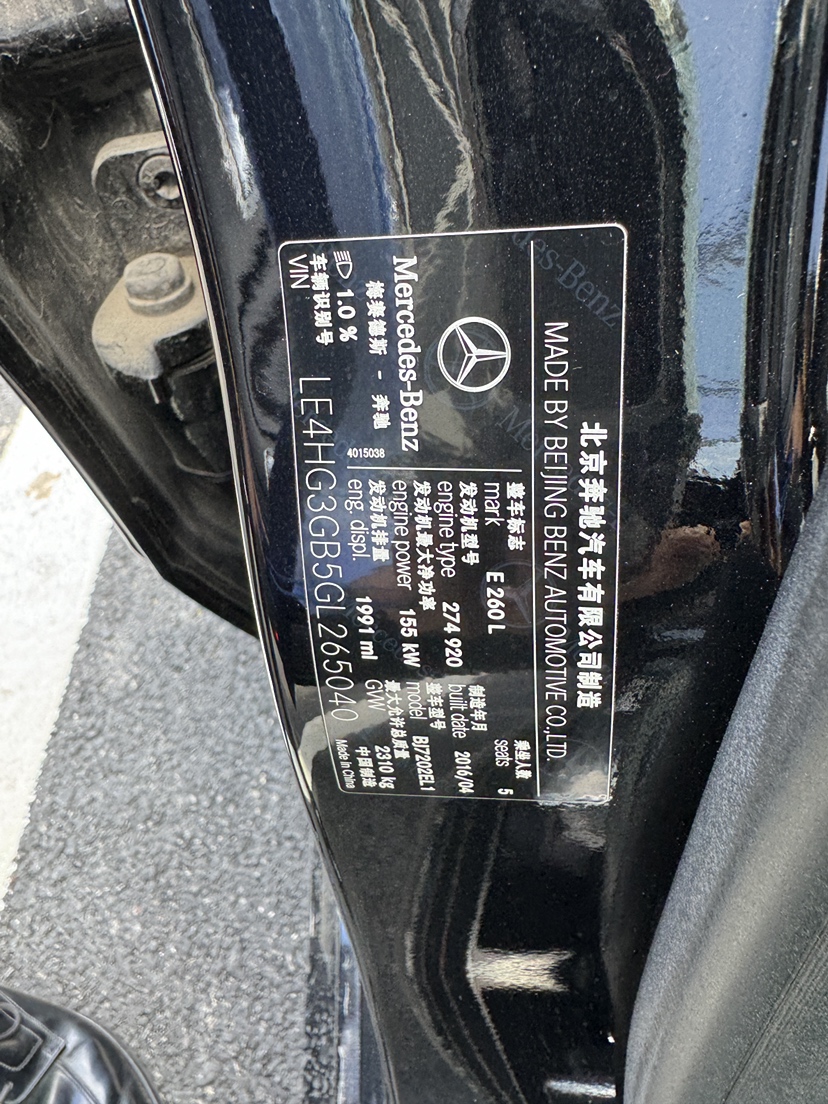 北京奔驰汽车有限公司制造
MADE BY BEIJING BENZ AUTOMOTIVE CO.,LTD.
Mercedes-Benz
梅赛德斯 - 奔驰
1.0 %
4015038
乘坐人数
seats 5
整车标志
mark E 260 L
发动机型号 制造年月
engine type 274 920 built date 2016/04
发动机最大净功率 整车型号
engine power 155 kW model BJ7202EL1
发动机排量 最大允许总质量
eng. displ. 1991 ml GVW 2310 kg
车辆识别号 中国制造
VIN LE4HG3GB5GL265040 Made in China